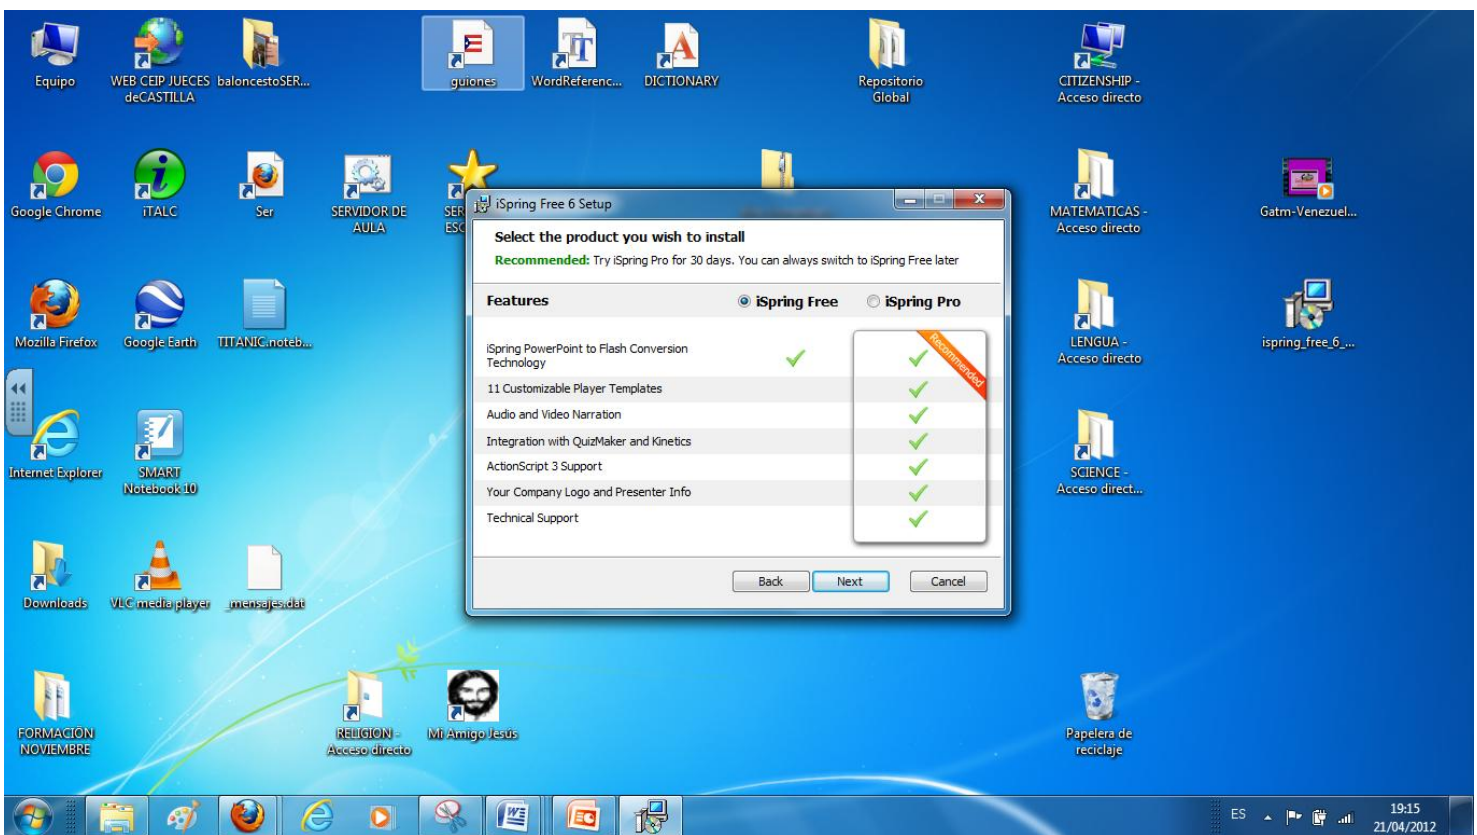 Equipo
WEB CEIP JUECES
deCASTILLA
baloncestoSER...
guiones
WordReferenc...
DICTIONARY
Repositorio
Global
CITIZENSHIP -
Acceso directo
Google Chrome
iTALC
Ser
SERVIDOR DE
AULA
SER
ESC
MATEMATICAS -
Acceso directo
Gatm-Venezuel...
iSpring Free 6 Setup
Select the product you wish to install
Recommended: Try iSpring Pro for 30 days. You can always switch to iSpring Free later
Features
iSpring Free
iSpring Pro
Recommended
iSpring PowerPoint to Flash Conversion
Technology
11 Customizable Player Templates
Audio and Video Narration
Integration with QuizMaker and Kinetics
ActionScript 3 Support
Your Company Logo and Presenter Info
Technical Support
Back
Next
Cancel
Mozilla Firefox
Google Earth
TITANIC.noteb...
LENGUA -
Acceso directo
ispring_free_6_...
Internet Explorer
SMART
Notebook 10
SCIENCE -
Acceso direct...
Downloads
VLC media player
_mensajes.dat
FORMACIÓN
NOVIEMBRE
RELIGION -
Acceso directo
Mi Amigo Jesús
Papelera de
reciclaje
ES
19:15
21/04/2012